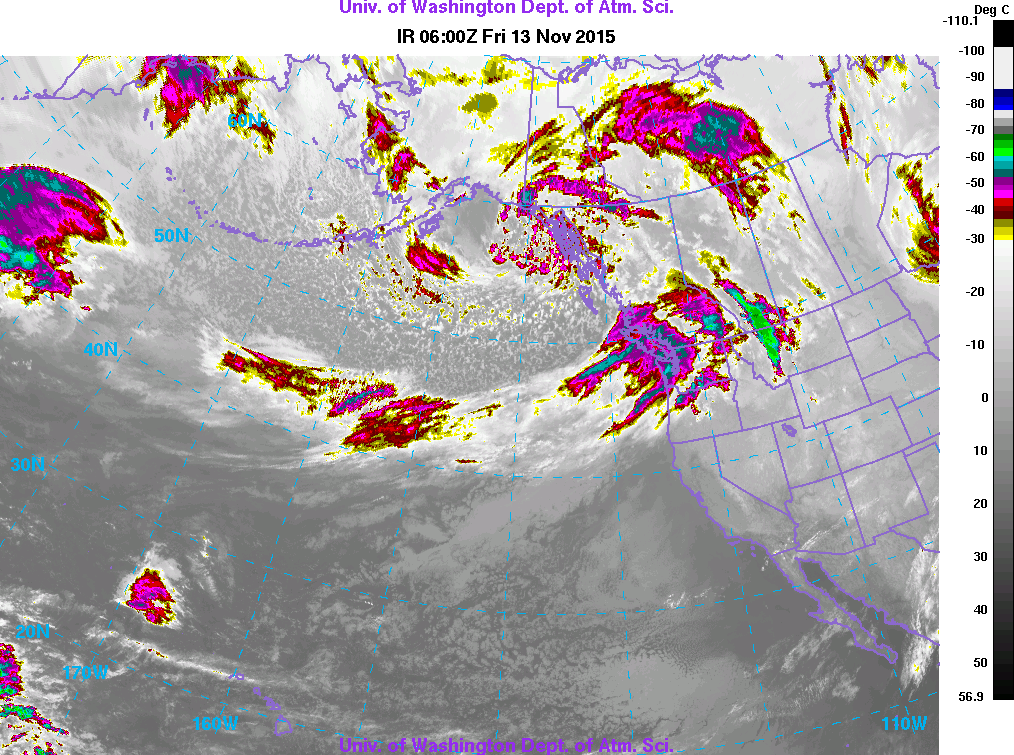 Univ. of Washington Dept. of Atm. Sci.
IR 06:00Z Fri 13 Nov 2015
Deg C
-110.1
-100
-90
-80
-70
-60
-50
-40
-30
-20
-10
0
10
20
30
40
50
56.9
60N
50N
40N
30N
20N
170W
160W
110W
Univ. of Washington Dept. of Atm. Sci.